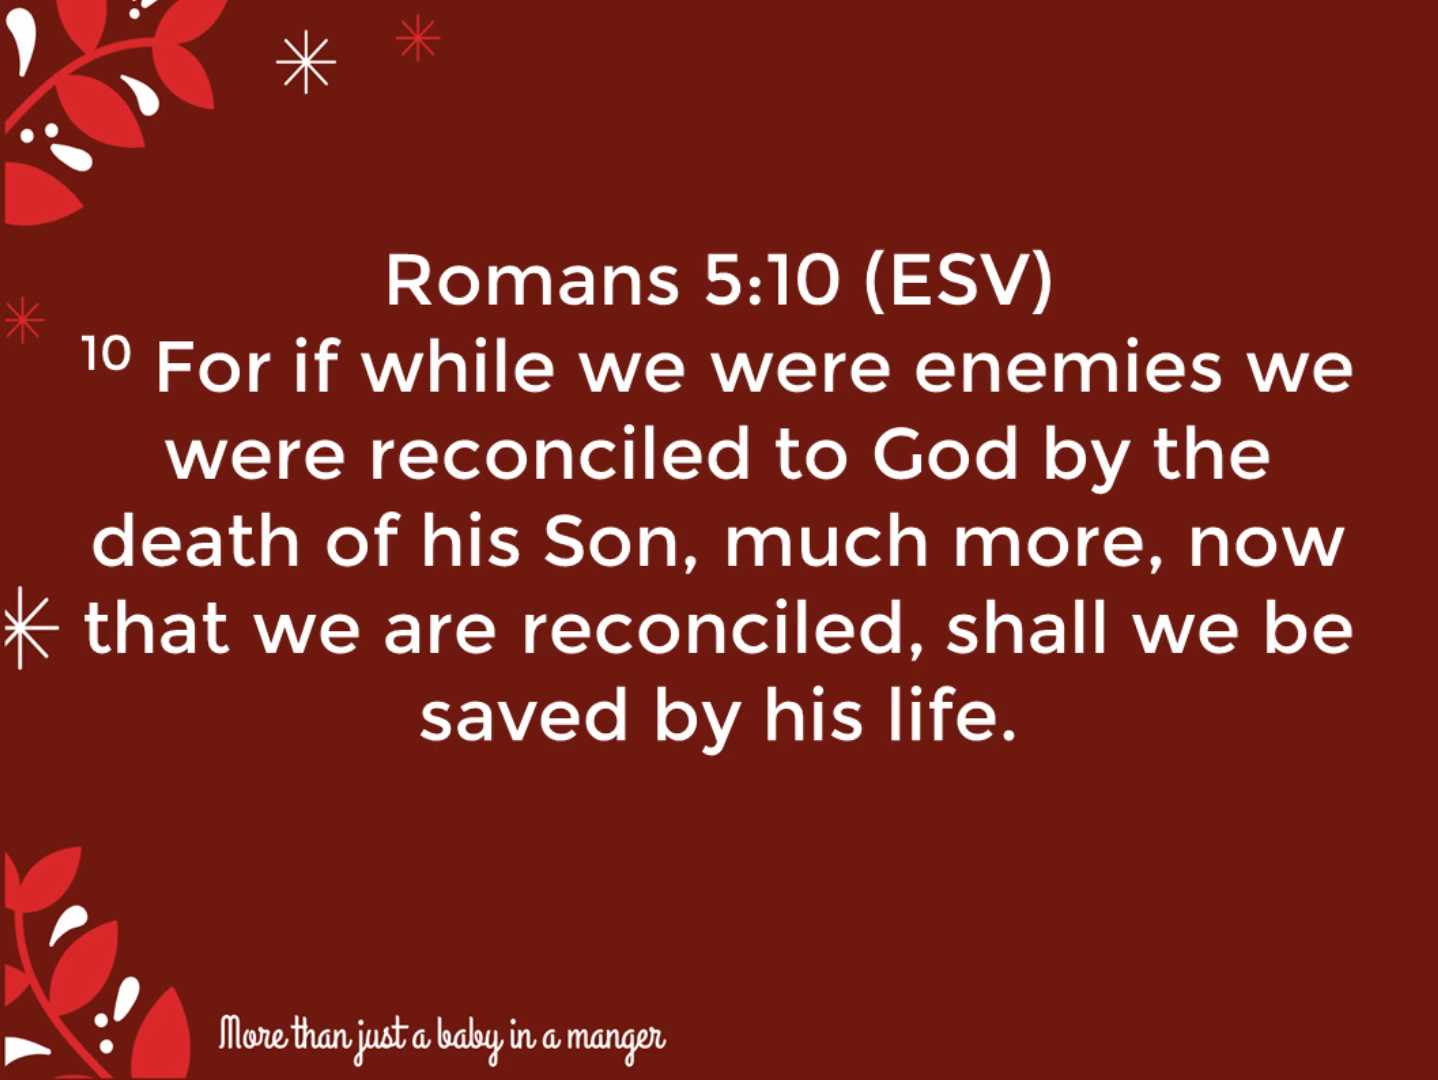 Romans 5:10 (ESV)
10 For if while we were enemies we
were reconciled to God by the
death of his Son, much more, now
that we are reconciled, shall we be
saved by his life.
More than just a baby in a manger